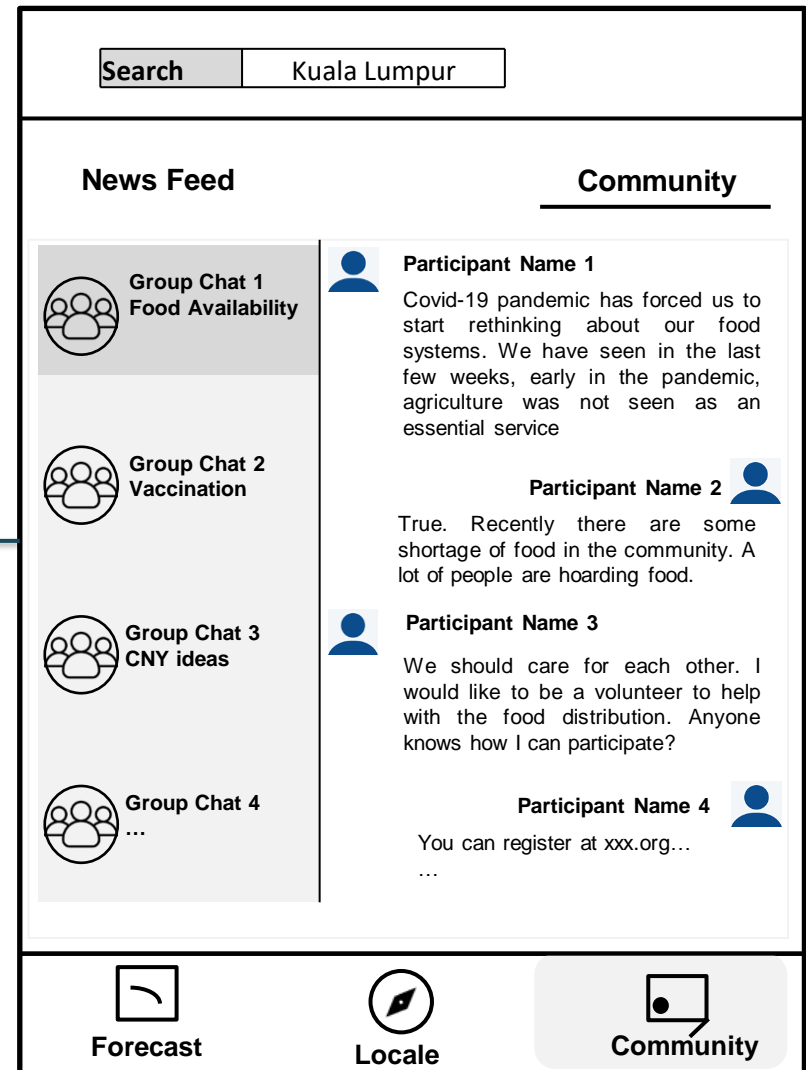 Search
Kuala Lumpur
News Feed
Community
Group Chat 1
Food Availability
Group Chat 2
Vaccination
Group Chat 3
CNY ideas
Group Chat 4
…
Participant Name 1
Covid-19 pandemic has forced us to
start rethinking about our food
systems. We have seen in the last
few weeks, early in the pandemic,
agriculture was not seen as an
essential service
Participant Name 2
True. Recently there are some
shortage of food in the community. A
lot of people are hoarding food.
Participant Name 3
We should care for each other. I
would like to be a volunteer to help
with the food distribution. Anyone
knows how I can participate?
Participant Name 4
You can register at xxx.org…
…
Forecast
Locale
Community